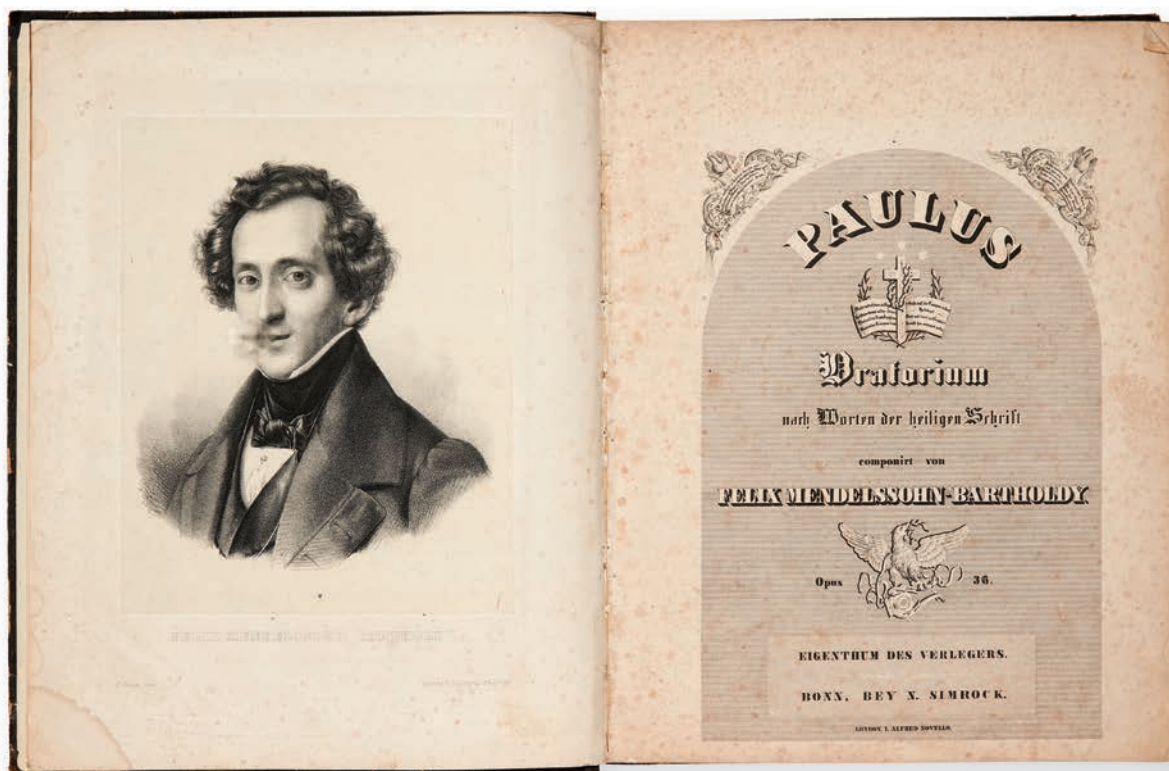 PAULUS
Oratorium
nach Worten der heiligen Schrift
componirt von
FELIX MENDELSSOHN-BARTHOLDY
Opus 36.
EIGENTHUM DES VERLEGERS.
BONN, BEY N. SIMROCK.
LONDON I. ALFRED NOVELLO.